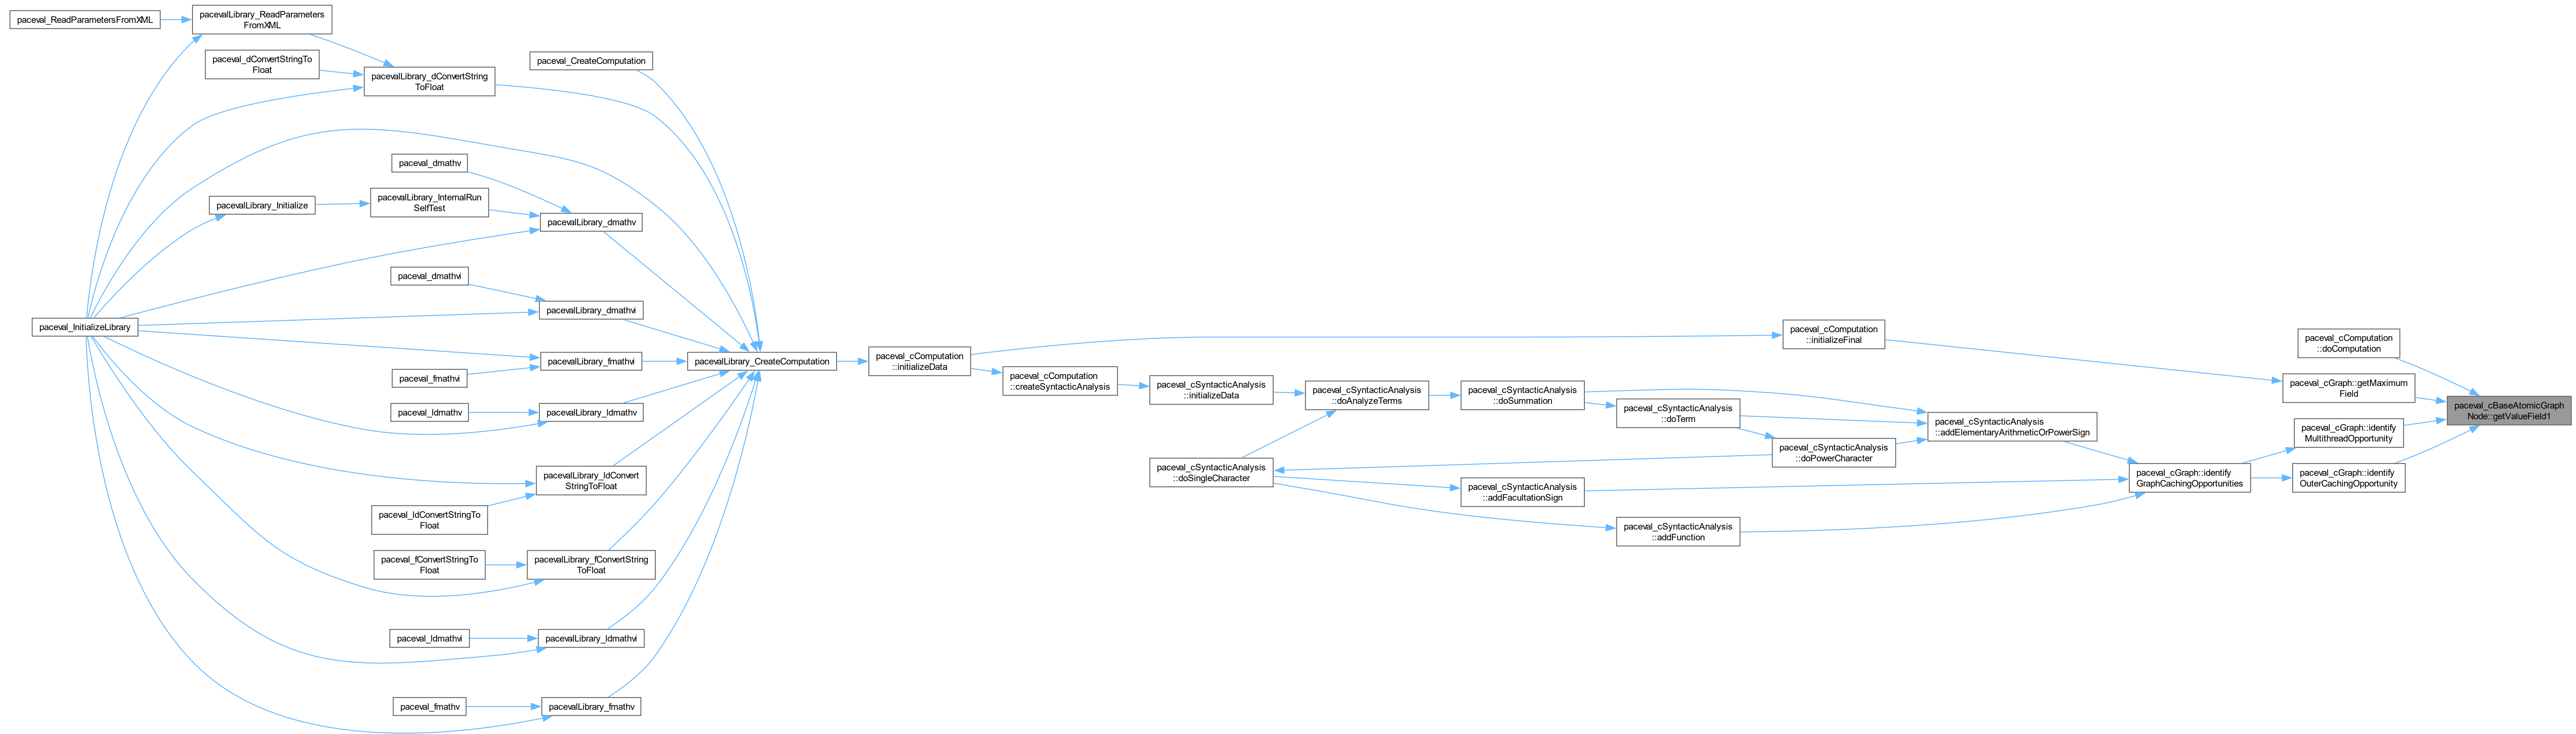 paceval_ReadParametersFromXML
pacevalLibrary_ReadParameters
FromXML
paceval_dConvertStringTo
Float
pacevalLibrary_dConvertString
ToFloat
paceval_CreateComputation
paceval_dmathv
pacevalLibrary_Initialize
pacevalLibrary_InternalRun
SelfTest
pacevalLibrary_dmathv
paceval_dmathvi
pacevalLibrary_dmathvi
paceval_InitializeLibrary
pacevalLibrary_fmathvi
paceval_fmathvi
pacevalLibrary_CreateComputation
paceval_ldmathv
pacevalLibrary_ldmathv
pacevalLibrary_ldConvert
StringToFloat
paceval_ldConvertStringTo
Float
paceval_fConvertStringTo
Float
pacevalLibrary_fConvertString
ToFloat
paceval_ldmathvi
pacevalLibrary_ldmathvi
paceval_fmathv
pacevalLibrary_fmathv
paceval_cComputation
::initializeData
paceval_cComputation
::createSyntacticAnalysis
paceval_cSyntacticAnalysis
::initializeData
paceval_cSyntacticAnalysis
::doAnalyzeTerms
paceval_cSyntacticAnalysis
::doSingleCharacter
paceval_cSyntacticAnalysis
::doSummation
paceval_cSyntacticAnalysis
::addFacultationSign
paceval_cSyntacticAnalysis
::doTerm
paceval_cSyntacticAnalysis
::addFunction
paceval_cComputation
::initializeFinal
paceval_cSyntacticAnalysis
::doPowerCharacter
paceval_cSyntacticAnalysis
::addElementaryArithmeticOrPowerSign
paceval_cGraph::identify
GraphCachingOpportunities
paceval_cComputation
::doComputation
paceval_cGraph::getMaximum
Field
paceval_cGraph::identify
MultithreadOpportunity
paceval_cGraph::identify
OuterCachingOpportunity
paceval_cBaseAtomicGraph
Node::getValueField1